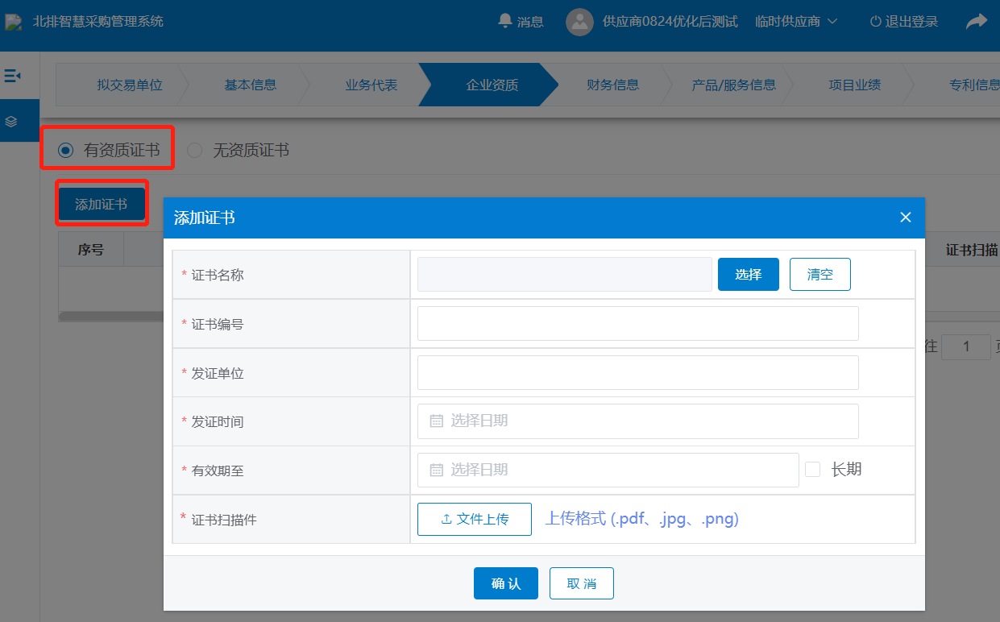 北排智慧采购管理系统 消息 供应商0824优化后测试 临时供应商 退出登录
拟交易单位 基本信息 业务代表 企业资质 财务信息 产品/服务信息 项目业绩 专利信息
有资质证书 无资质证书
添加证书
添加证书
序号 证书扫描
* 证书名称 选择 清空
* 证书编号
往 1
* 发证单位
* 发证时间 选择日期
* 有效期至 选择日期 长期
* 证书扫描件 文件上传 上传格式 (.pdf、.jpg、.png)
确 认 取 消